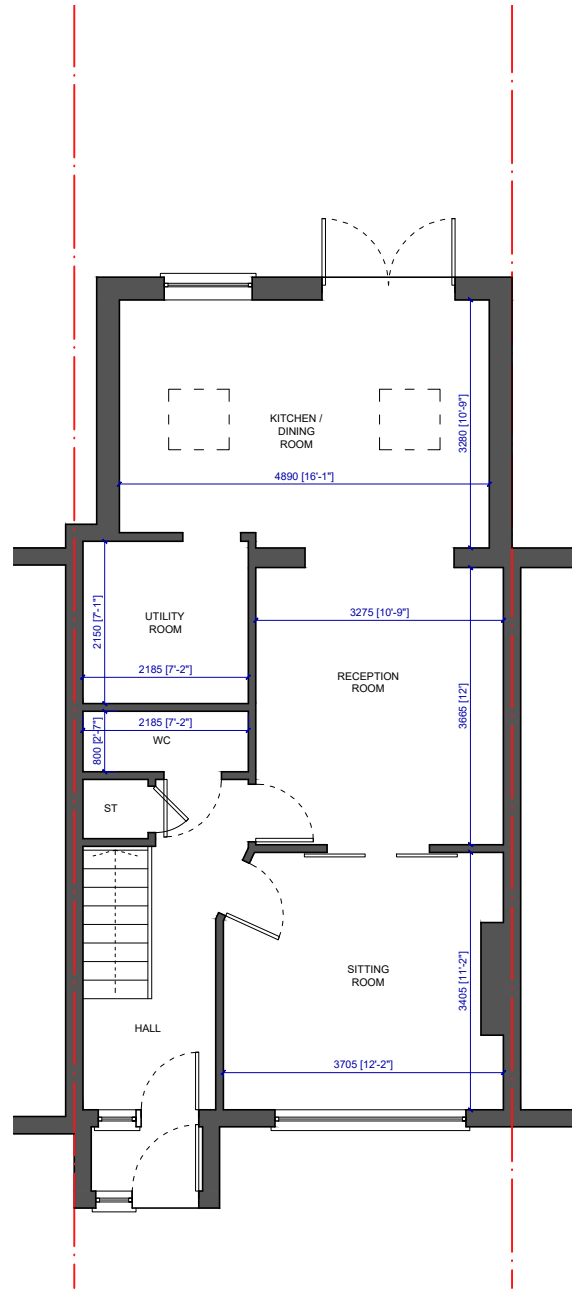 KITCHEN /
DINING
ROOM
3280 [10'-9"]
4890 [16'-1"]
UTILITY
ROOM
2150 [7'-1"]
2185 [7'-2"]
3275 [10'-9"]
RECEPTION
ROOM
3665 [12']
2185 [7'-2"]
WC
800 [2'-7"]
ST
SITTING
ROOM
3405 [11'-2"]
HALL
3705 [12'-2"]